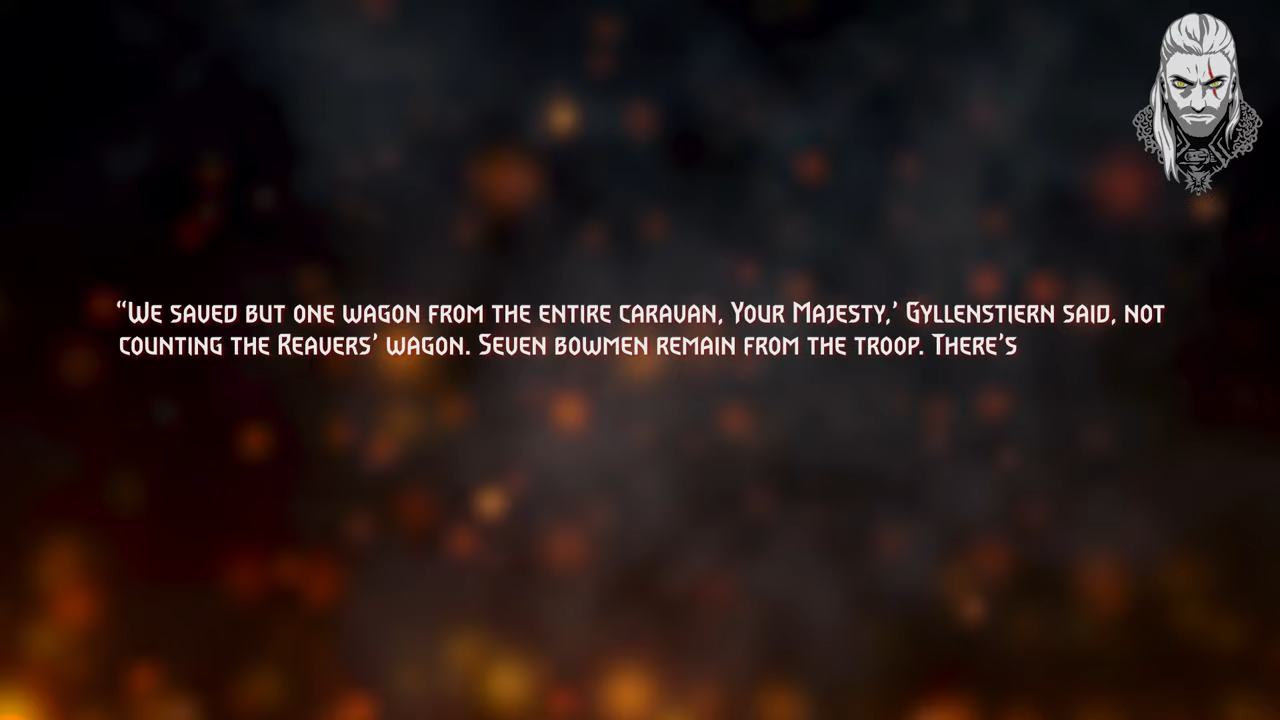 “We saved but one wagon from the entire caravan, Your Majesty,’ Gyllenstiern said, not
counting the Reavers’ wagon. Seven bowmen remain from the troop. There’s